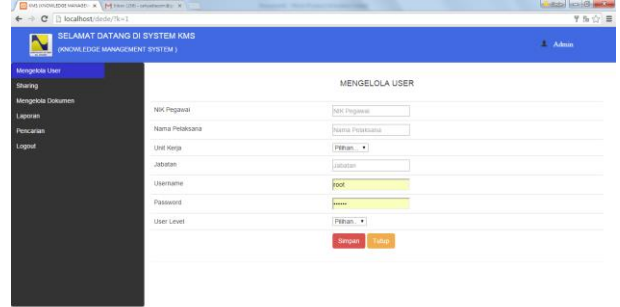 localhost/dede/?k=1
SELAMAT DATANG DI SYSTEM KMS
(KNOWLEDGE MANAGEMENT SYSTEM )
Admin
Mengelola User
Sharing
Mengelola Dokumen
Laporan
Pencarian
Logout
MENGELOLA USER
NIK Pegawai
NIK Pegawai
Nama Pelaksana
Nama Pelaksana
Unit Kerja
Pilihan...
Jabatan
Jabatan
Username
root
Password
••••••
User Level
Pilihan...
Simpan
Tutup